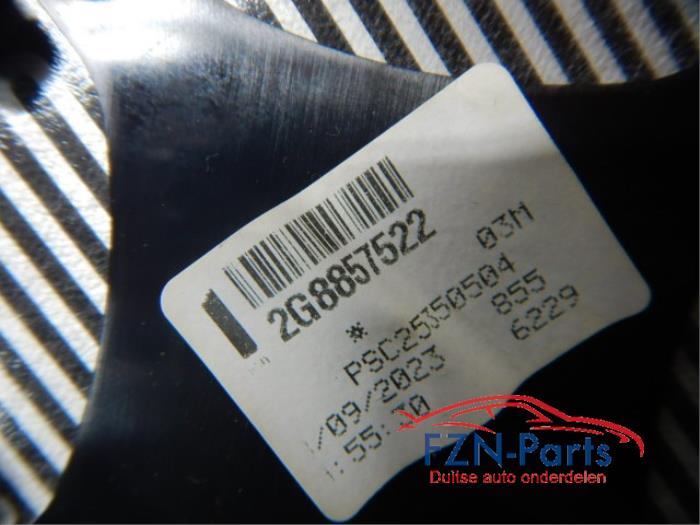 2G8857522
03M
*
PSC25350504
855
/09/2023
6229
:55:30
FZN-Parts
Duitse auto onderdelen